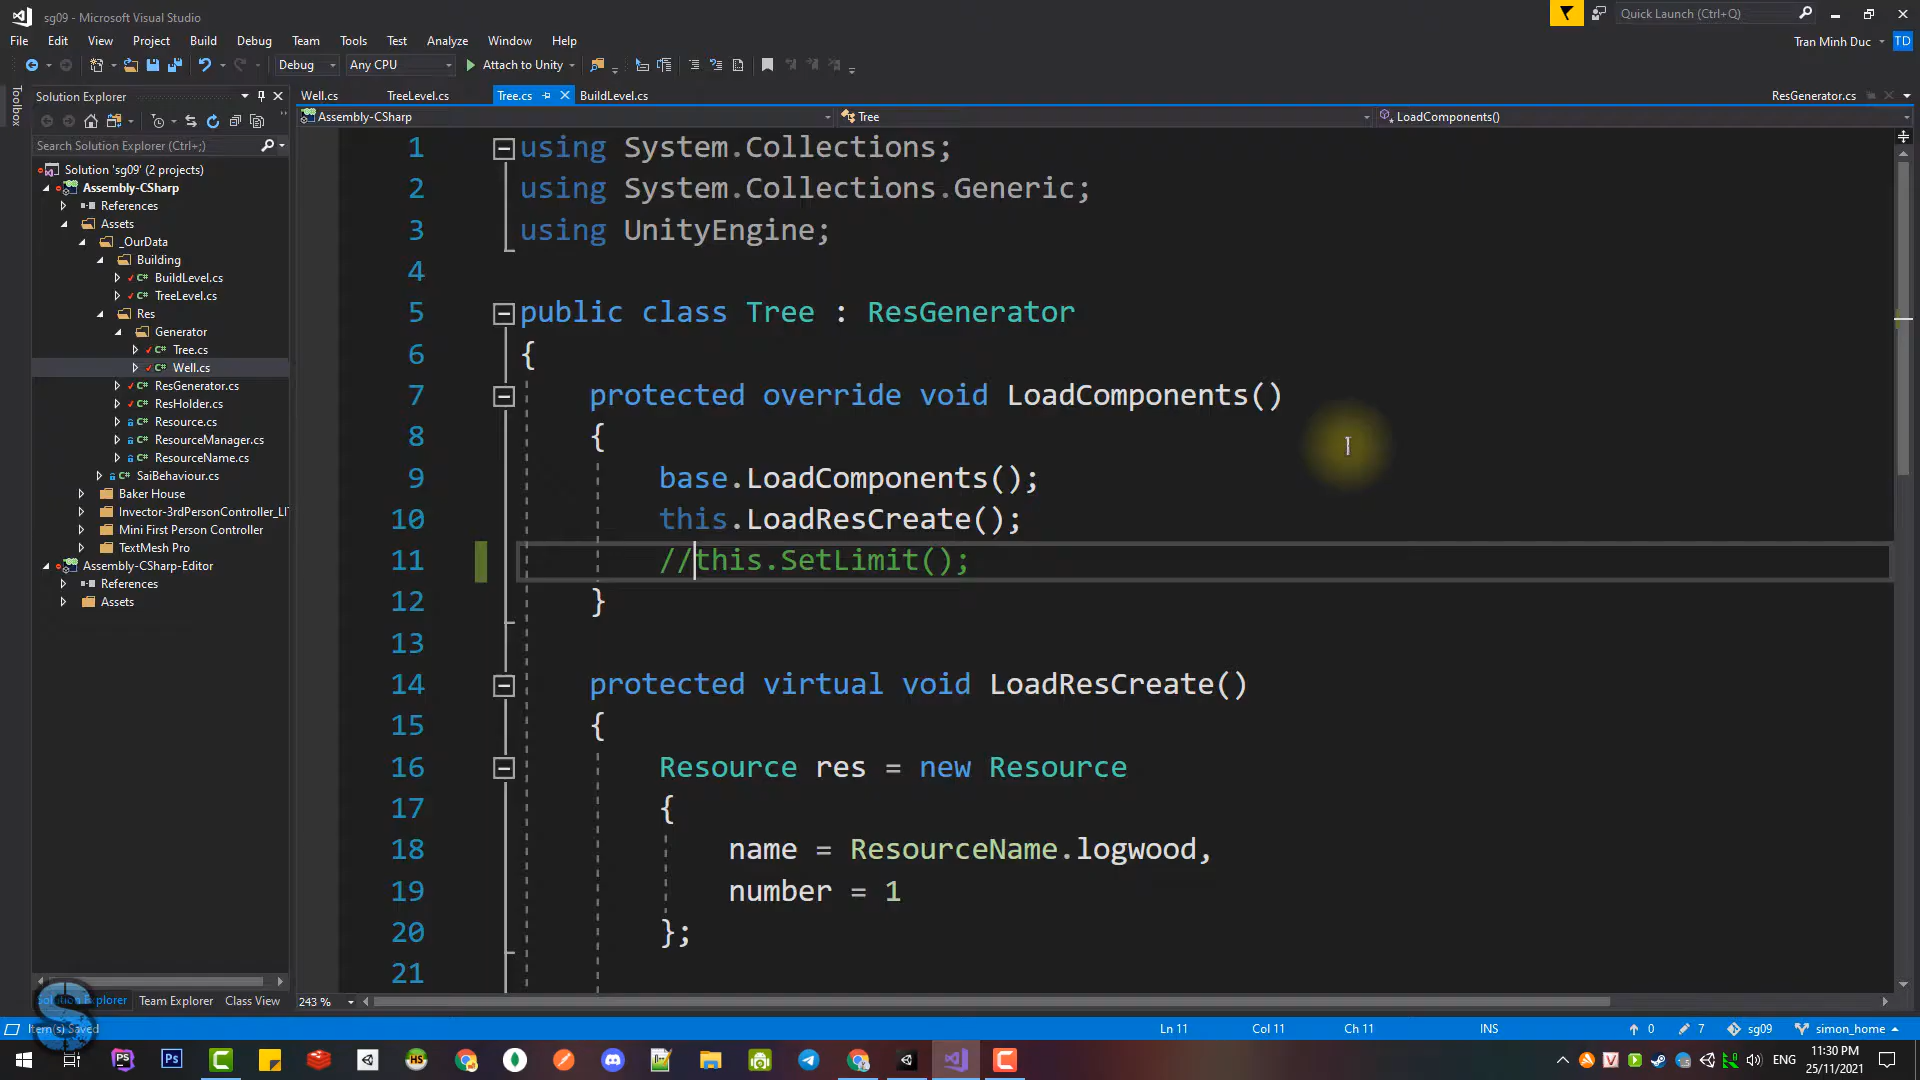 sg09 - Microsoft Visual Studio
Quick Launch (Ctrl+Q)
File Edit View Project Build Debug Team Tools Test Analyze Window Help
Tran Minh Duc TD
Debug Any CPU Attach to Unity
Toolbox
Solution Explorer
Search Solution Explorer (Ctrl+;)
Solution 'sg09' (2 projects)
Assembly-CSharp
References
Assets
_OurData
Building
BuildLevel.cs
TreeLevel.cs
Res
Generator
Tree.cs
Well.cs
ResGenerator.cs
ResHolder.cs
Resource.cs
ResourceManager.cs
ResourceName.cs
SaiBehaviour.cs
Baker House
Invector-3rdPersonController_LI
Mini First Person Controller
TextMesh Pro
Assembly-CSharp-Editor
References
Assets
Solution Explorer Team Explorer Class View
Well.cs TreeLevel.cs Tree.cs BuildLevel.cs ResGenerator.cs
Assembly-CSharp Tree LoadComponents()
1 using System.Collections;
2 using System.Collections.Generic;
3 using UnityEngine;
4
5 public class Tree : ResGenerator
6 {
7 protected override void LoadComponents()
8 {
9 base.LoadComponents();
10 this.LoadResCreate();
11 //this.SetLimit();
12 }
13
14 protected virtual void LoadResCreate()
15 {
16 Resource res = new Resource
17 {
18 name = ResourceName.logwood,
19 number = 1
20 };
21
243 %
Item(s) Saved Ln 11 Col 11 Ch 11 INS 0 7 sg09 simon_home
ENG 11:30 PM
25/11/2021